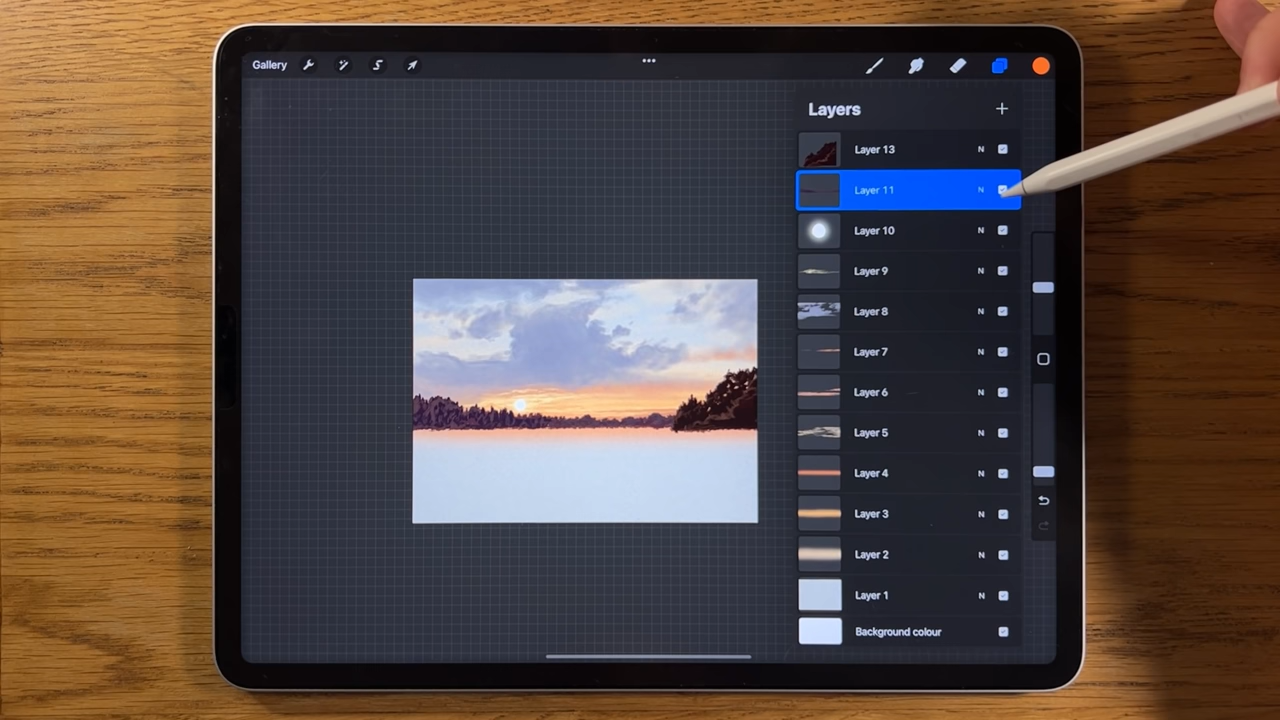 Gallery
Layers
Layer 13 N
Layer 11 N
Layer 10 N
Layer 9 N
Layer 8 N
Layer 7 N
Layer 6 N
Layer 5 N
Layer 4 N
Layer 3 N
Layer 2 N
Layer 1 N
Background colour